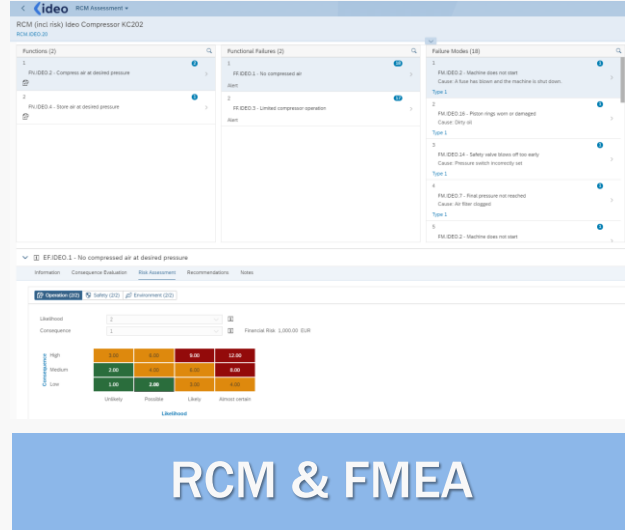 ideo RCM Assessment
RCM (incl risk) Ideo Compressor KC202
RCM.IDEO.20
Functions (2)
1
FN.IDEO.2 - Compress air at desired pressure
2
FN.IDEO.4 - Store air at desired pressure
Functional Failures (2)
1
FF.IDEO.1 - No compressed air
Alert
2
FF.IDEO.3 - Limited compressor operation
Alert
Failure Modes (18)
1
FM.IDEO.2 - Machine does not start
Cause: A fuse has blown and the machine is shut down
Type 1
2
FM.IDEO.16 - Piston rings worn or damaged
Cause: Dirty oil
Type 1
3
FM.IDEO.14 - Safety valve blows off too early
Cause: Pressure switch incorrectly set
Type 1
4
FM.IDEO.7 - Final pressure not reached
Cause: Air filter clogged
Type 1
5
FM.IDEO.2 - Machine does not start
EF.IDEO.1 - No compressed air at desired pressure
Information Consequence Evaluation Risk Assessment Recommendations Notes
Operation (2/2) Safety (2/2) Environment (2/2)
Likelihood 2
Consequence 1 Financial Risk 1,000.00 EUR
Consequence
High 3.00 6.00 9.00 12.00
Medium 2.00 4.00 6.00 8.00
Low 1.00 2.00 3.00 4.00
Unlikely Possible Likely Almost certain
Likelihood
RCM & FMEA